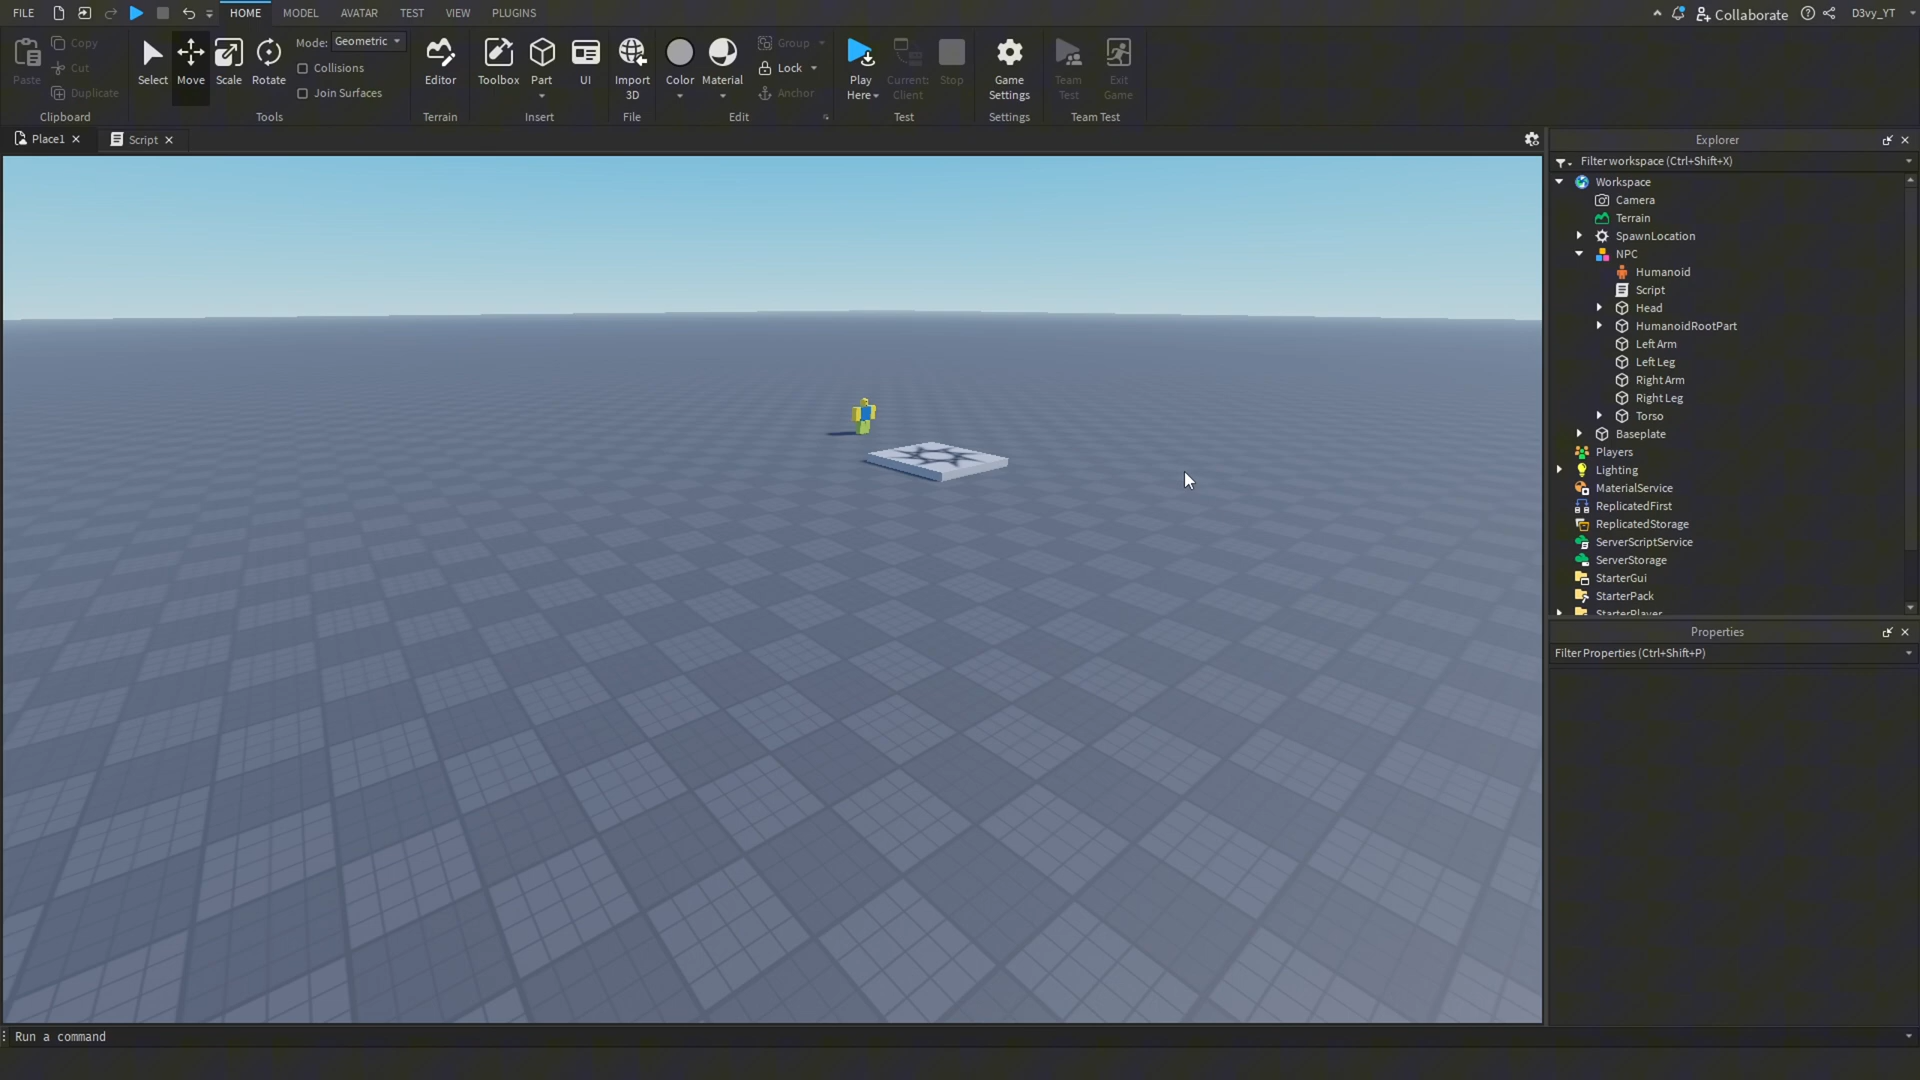 FILE HOME MODEL AVATAR TEST VIEW PLUGINS Collaborate D3vy_YT
Paste Copy Cut Duplicate
Clipboard
Select Move Scale Rotate
Mode: Geometric
Collisions
Join Surfaces
Tools
Editor
Terrain
Toolbox Part UI
Insert
Import 3D
File
Color Material Group Lock Anchor
Edit
Play Here Current: Client Stop
Test
Game Settings
Settings
Team Test Exit Game
Team Test
Place1 Script
Explorer
Filter workspace (Ctrl+Shift+X)
Workspace
Camera
Terrain
SpawnLocation
NPC
Humanoid
Script
Head
HumanoidRootPart
Left Arm
Left Leg
Right Arm
Right Leg
Torso
Baseplate
Players
Lighting
MaterialService
ReplicatedFirst
ReplicatedStorage
ServerScriptService
ServerStorage
StarterGui
StarterPack
StarterPlayer
Properties
Filter Properties (Ctrl+Shift+P)
Run a command